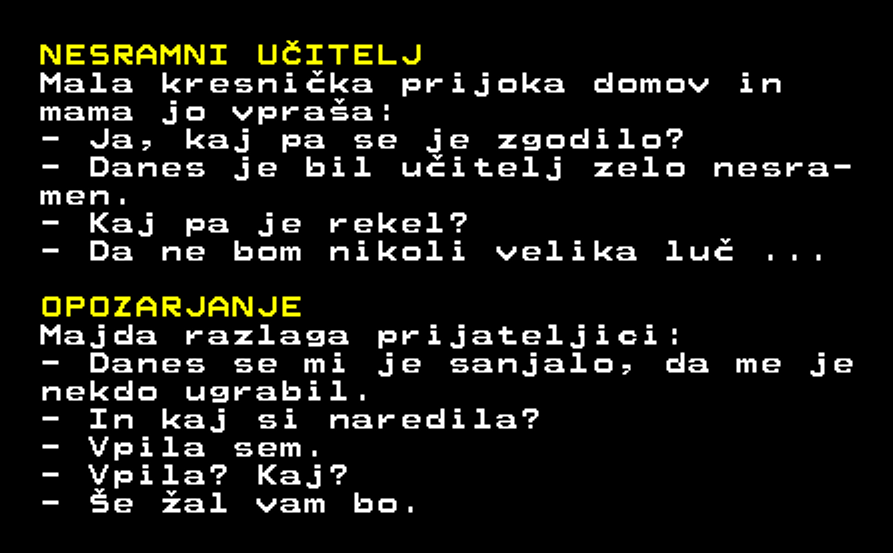 NESRAMNI UČITELJ
Mala kresnička prijoka domov in
mama jo vpraša:
- Ja, kaj pa se je zgodilo?
- Danes je bil učitelj zelo nesra-
men.
- Kaj pa je rekel?
- Da ne bom nikoli velika luč ...
OPOZARJANJE
Majda razlaga prijateljici:
- Danes se mi je sanjalo, da me je
nekdo ugrabil.
- In kaj si naredila?
- Vpila sem.
- Vpila? Kaj?
- Še žal vam bo.